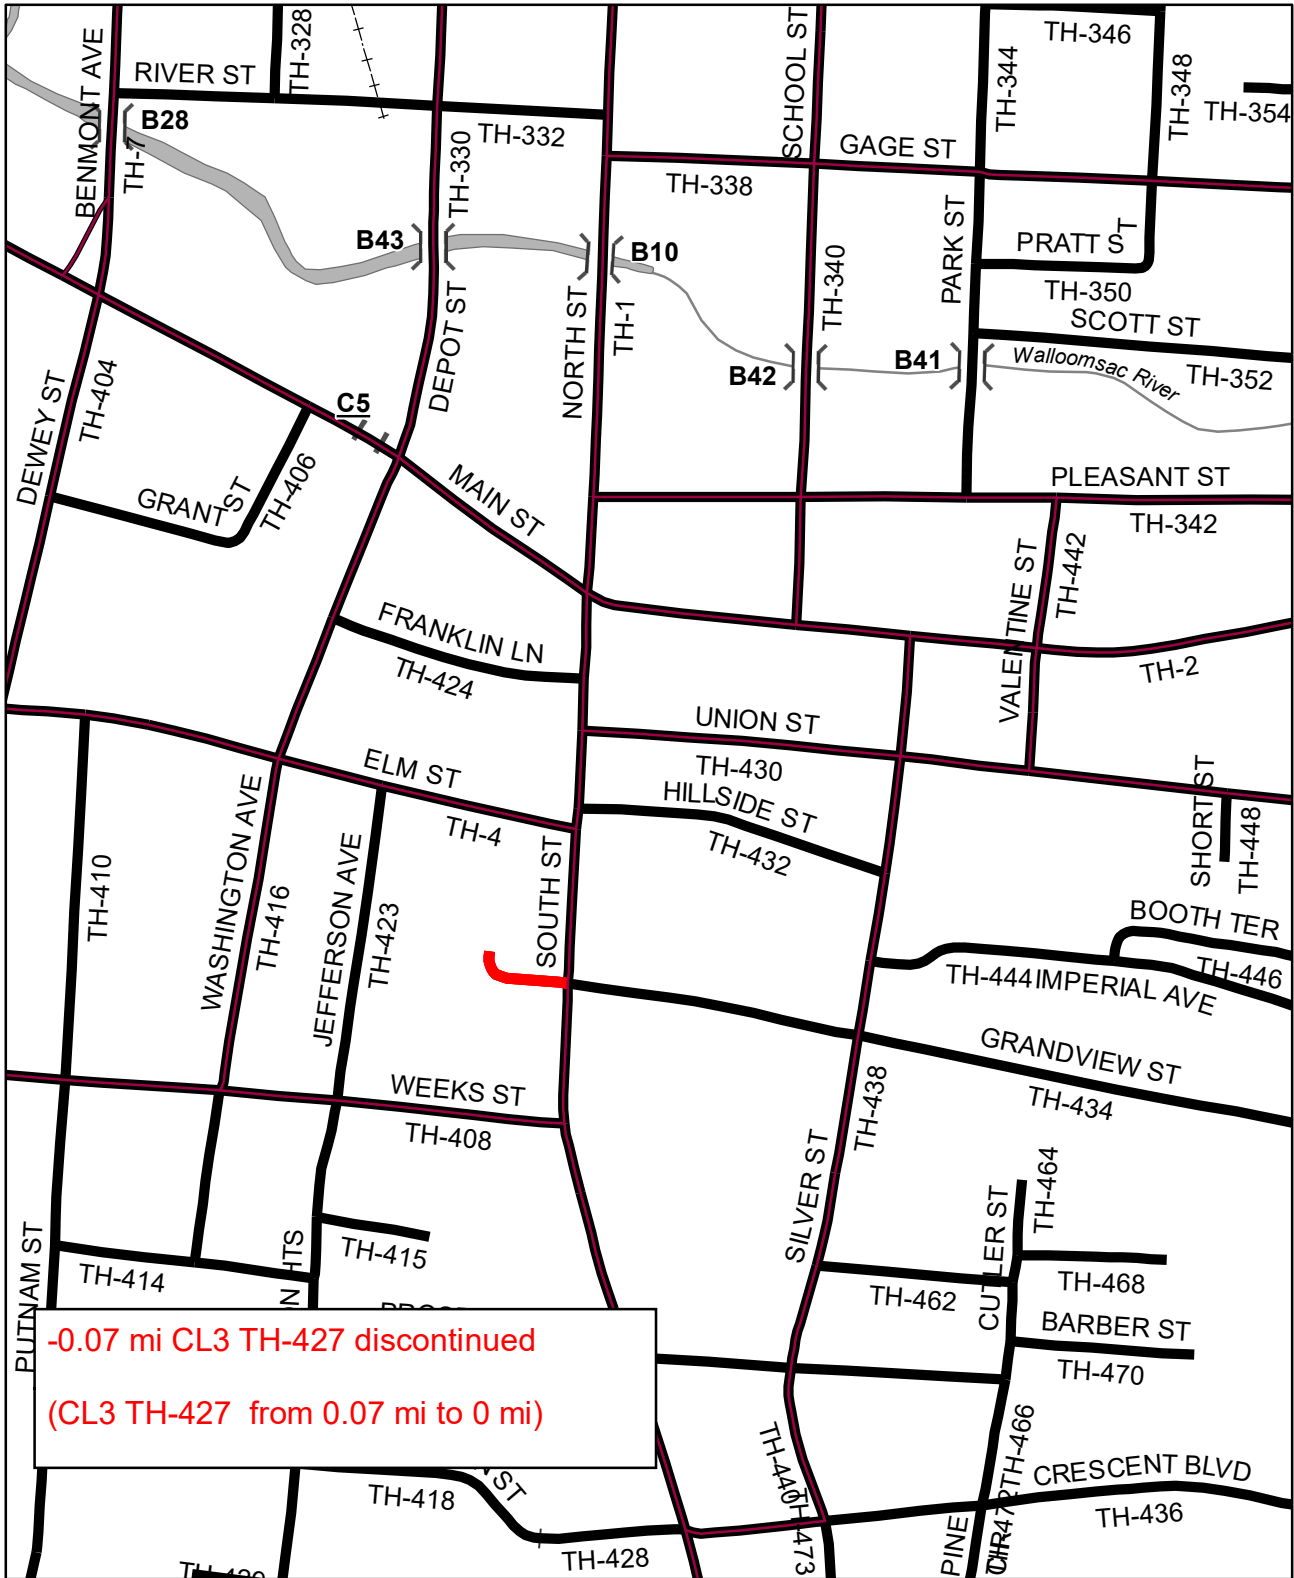 TH-328
TH-346
BENMONT AVE
RIVER ST
SCHOOL ST
TH-344
TH-348
TH-354
B28
TH-332
TH-7
TH-330
GAGE ST
TH-338
PARK ST
PRATT ST
B43
B10
TH-350
TH-340
SCOTT ST
DEPOT ST
NORTH ST
TH-1
B42
B41
Walloomsac River
TH-352
DEWEY ST
TH-404
C5
GRANT ST
TH-406
MAIN ST
PLEASANT ST
TH-342
VALENTINE ST
TH-442
FRANKLIN LN
TH-424
TH-2
UNION ST
TH-430
ELM ST
TH-4
HILLSIDE ST
TH-432
SHORT ST
TH-448
TH-410
WASHINGTON AVE
TH-416
JEFFERSON AVE
TH-423
SOUTH ST
BOOTH TER
TH-446
TH-444
IMPERIAL AVE
GRANDVIEW ST
TH-434
WEEKS ST
TH-408
TH-438
SILVER ST
CUTLER ST
TH-464
PUTNAM ST
TH-414
TH-415
TH-462
TH-468
BARBER ST
TH-470
-0.07 mi CL3 TH-427 discontinued
(CL3 TH-427 from 0.07 mi to 0 mi)
TH-440
TH-473
TH-466
TH-472
CRESCENT BLVD
TH-436
TH-418
ST
TH-428
PINE
CIR